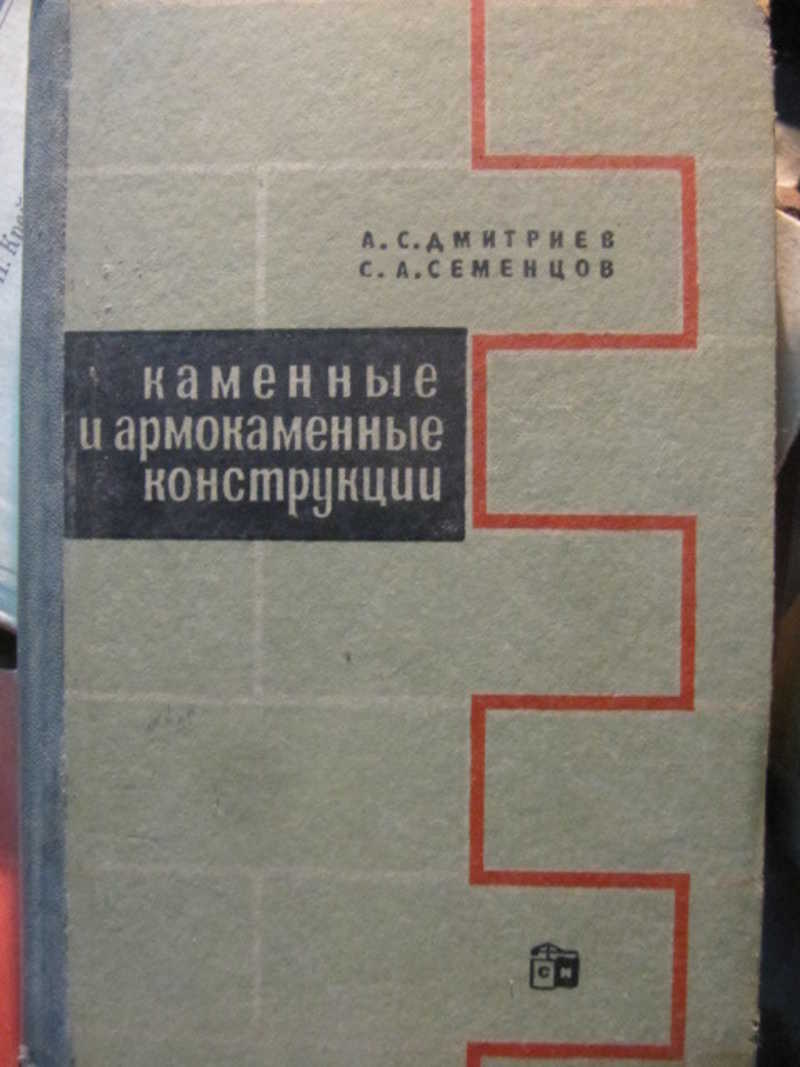 А. С. ДМИТРИЕВ
С. А. СЕМЕНЦОВ
каменные
и армокаменные
конструкции
С И